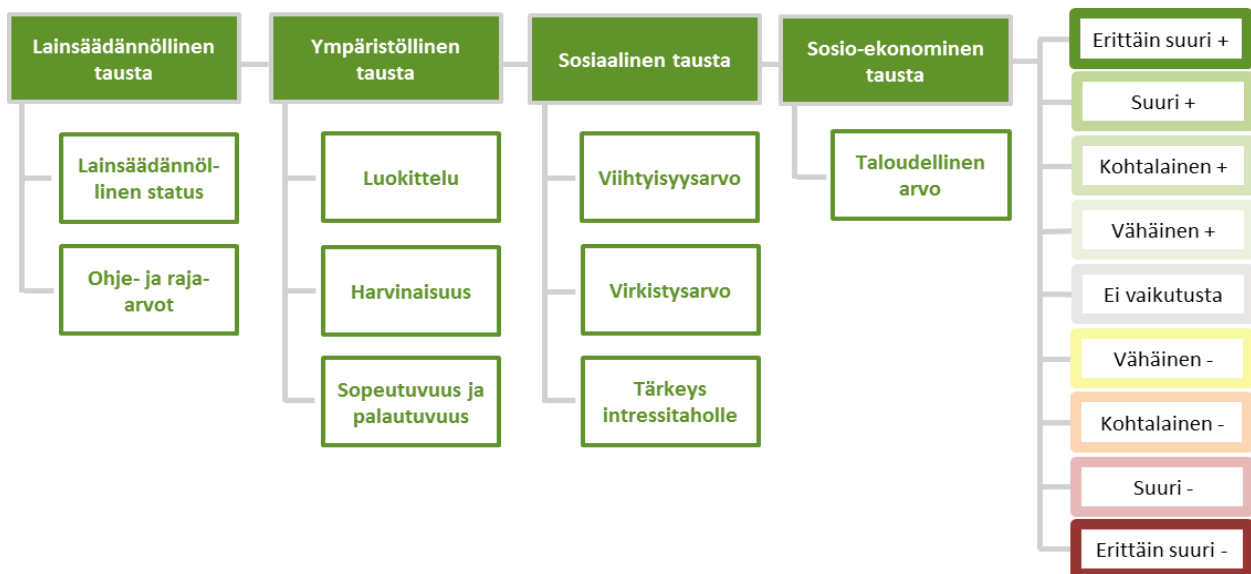 Lainsäädännöllinen
tausta
Lainsäädännöl-
linen status
Ohje- ja raja-
arvot
Ympäristöllinen
tausta
Luokittelu
Harvinaisuus
Sopeutuvuus ja
palautuvuus
Sosiaalinen tausta
Viihtyisyysarvo
Virkistysarvo
Tärkeys
intressitaholle
Sosio-ekonominen
tausta
Taloudellinen
arvo
Erittäin suuri +
Suuri +
Kohtalainen +
Vähäinen +
Ei vaikutusta
Vähäinen -
Kohtalainen -
Suuri -
Erittäin suuri -